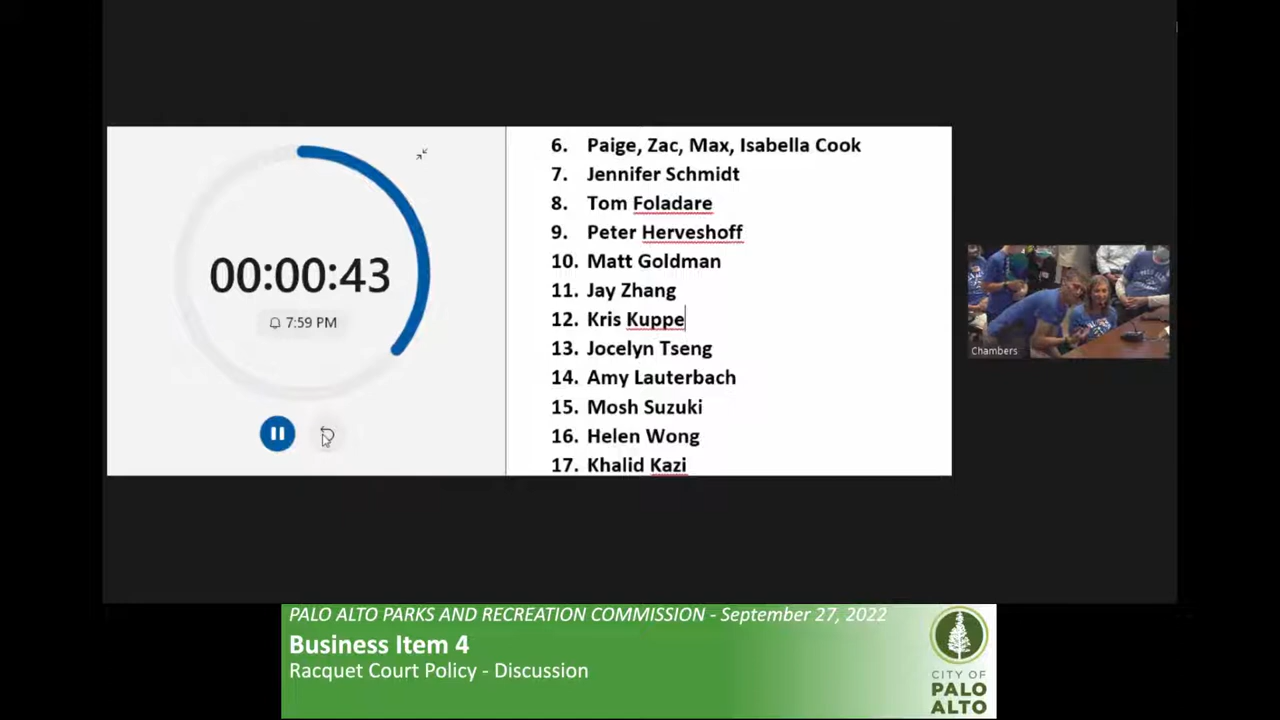 00:00:43
7:59 PM
6. Paige, Zac, Max, Isabella Cook
7. Jennifer Schmidt
8. Tom Foladare
9. Peter Herveshoff
10. Matt Goldman
11. Jay Zhang
12. Kris Kuppe
13. Jocelyn Tseng
14. Amy Lauterbach
15. Mosh Suzuki
16. Helen Wong
17. Khalid Kazi
Chambers
PALO ALTO PARKS AND RECREATION COMMISSION - September 27, 2022
Business Item 4
Racquet Court Policy - Discussion
CITY OF
PALO
ALTO